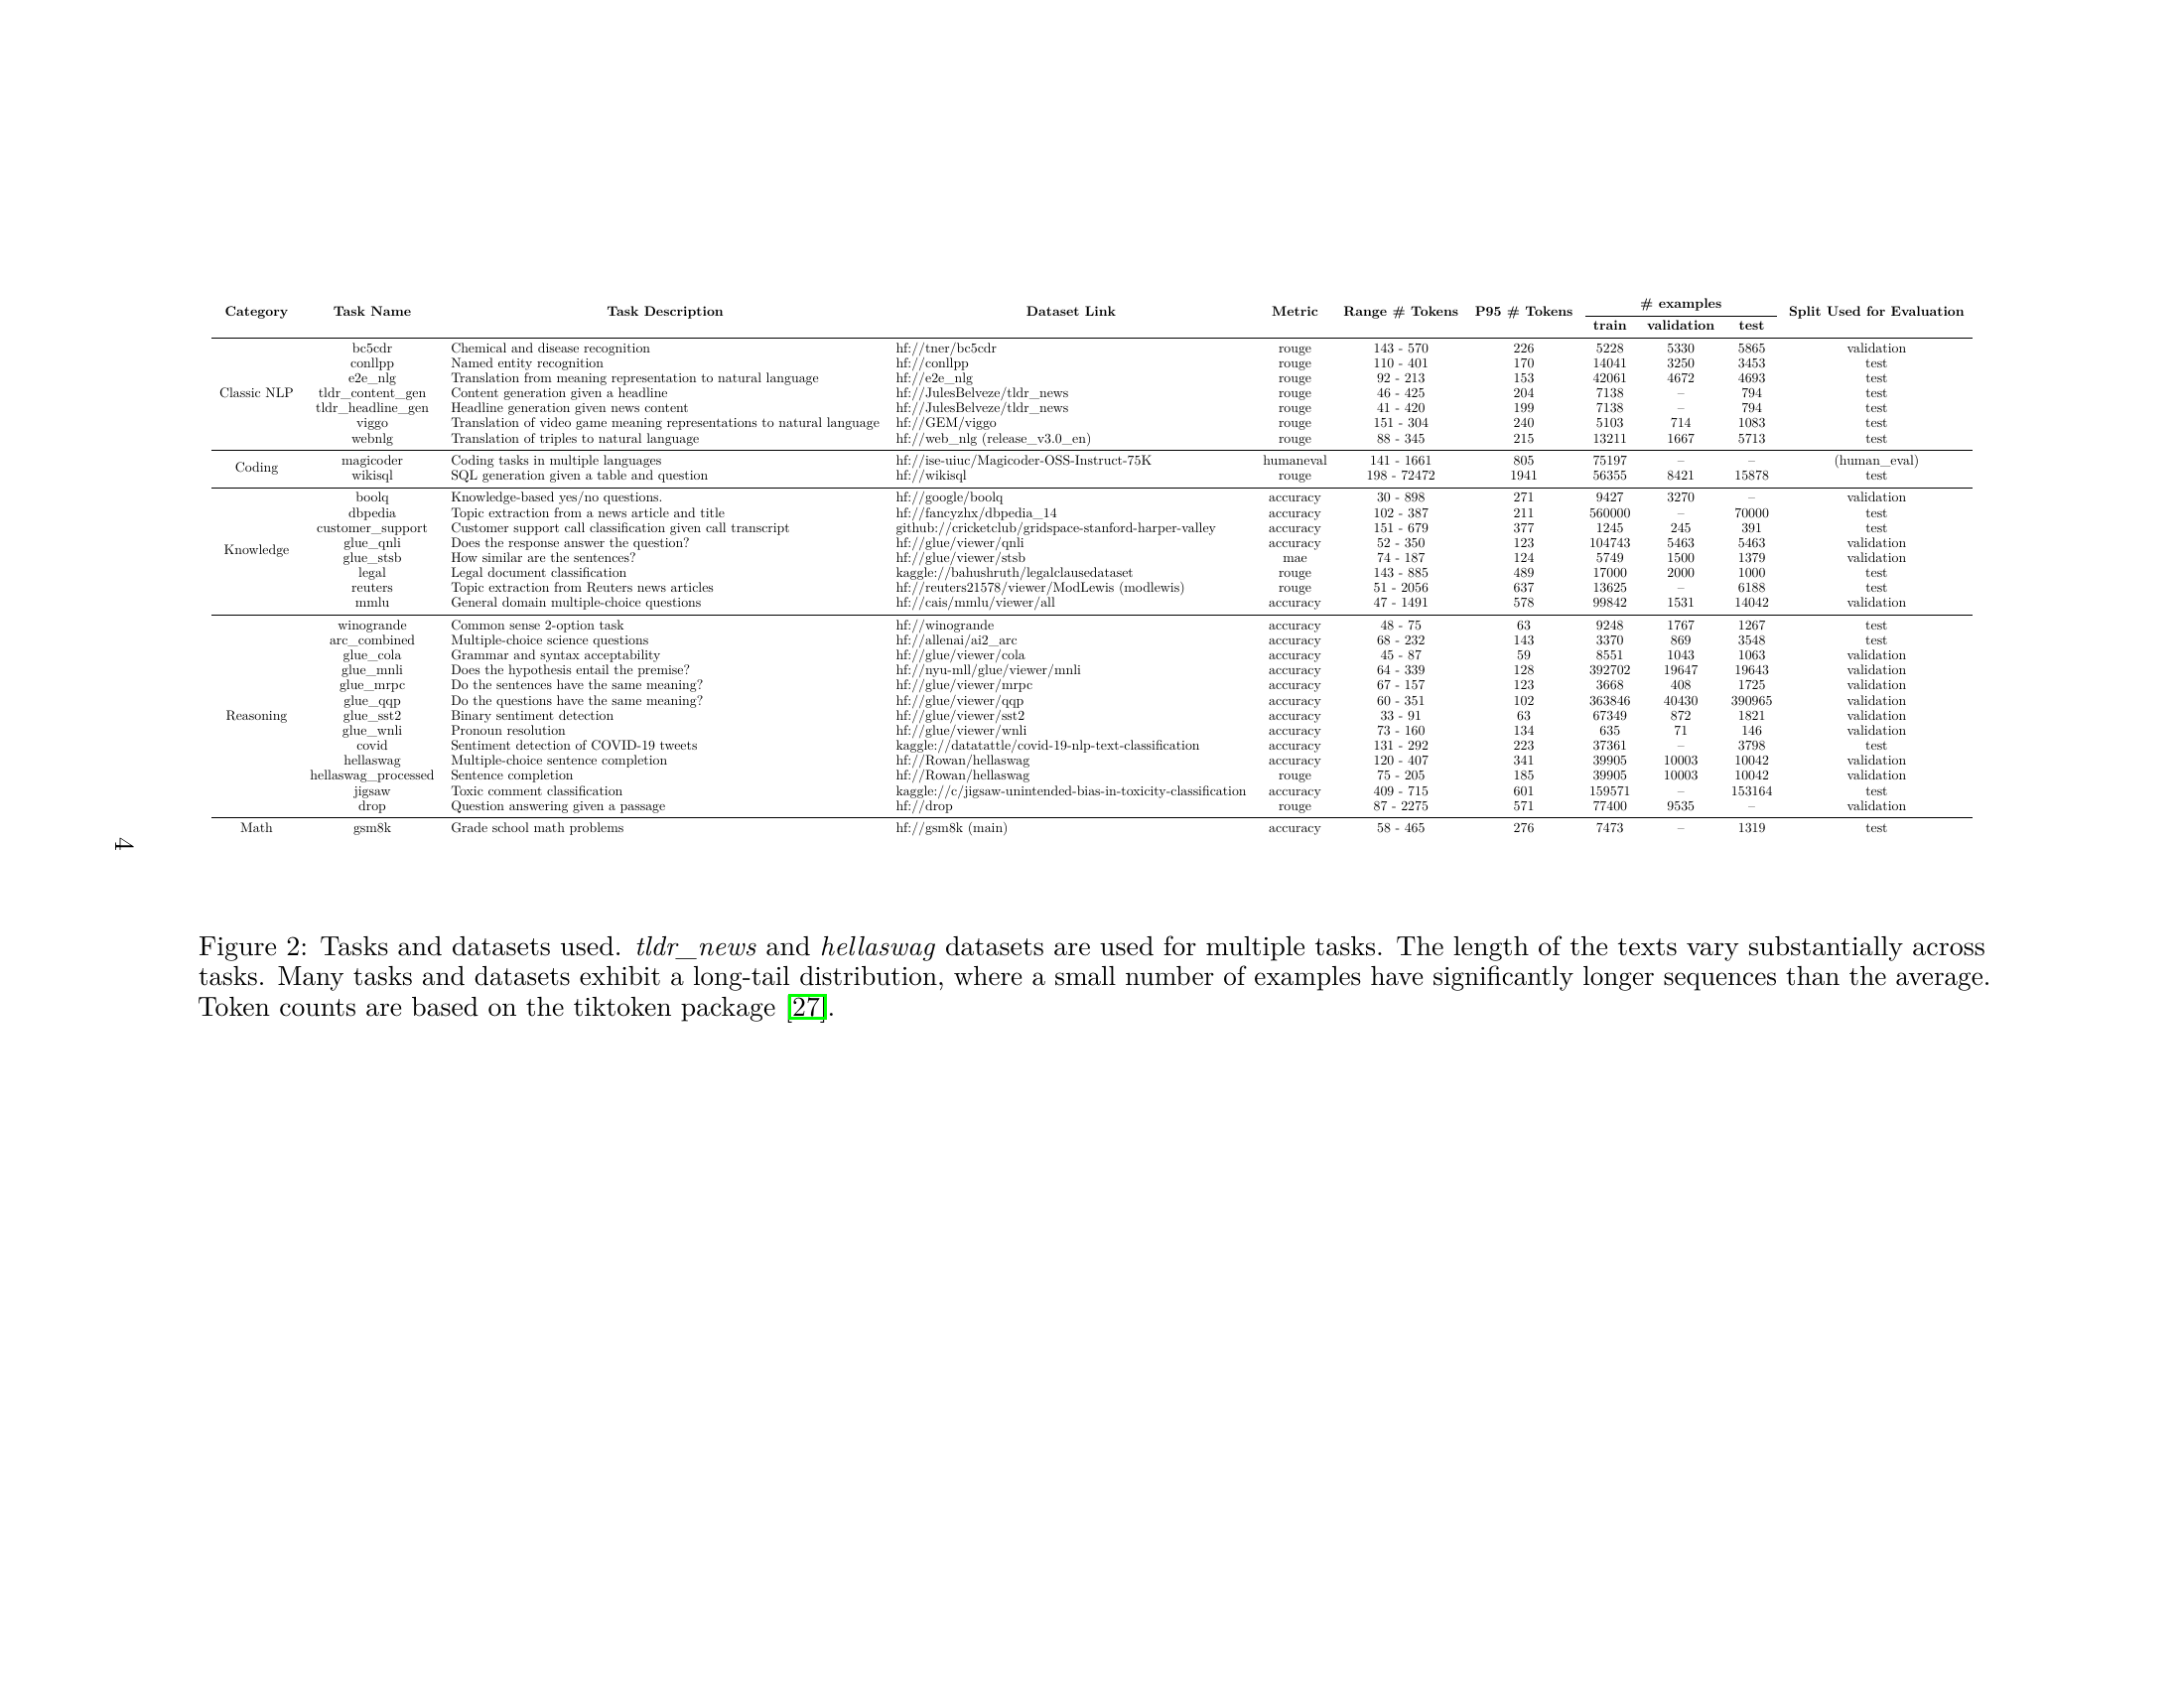 Category Task Name Task Description Dataset Link Metric Range # Tokens P95 # Tokens # examples Split Used for Evaluation
train validation test
bc5cdr Chemical and disease recognition hf://tner/bc5cdr rouge 143 - 570 226 5228 5330 5865 validation
conllpp Named entity recognition hf://conllpp rouge 110 - 401 170 14041 3250 3453 test
e2e_nlg Translation from meaning representation to natural language hf://e2e_nlg rouge 92 - 213 153 42061 4672 4693 test
Classic NLP tldr_content_gen Content generation given a headline hf://JulesBelveze/tldr_news rouge 46 - 425 204 7138 – 794 test
tldr_headline_gen Headline generation given news content hf://JulesBelveze/tldr_news rouge 41 - 420 199 7138 – 794 test
viggo Translation of video game meaning representations to natural language hf://GEM/viggo rouge 151 - 304 240 5103 714 1083 test
webnlg Translation of triples to natural language hf://web_nlg (release_v3.0_en) rouge 88 - 345 215 13211 1667 5713 test
Coding magicoder Coding tasks in multiple languages hf://ise-uiuc/Magicoder-OSS-Instruct-75K humaneval 141 - 1661 805 75197 – – (human_eval)
wikisql SQL generation given a table and question hf://wikisql rouge 198 - 72472 1941 56355 8421 15878 test
boolq Knowledge-based yes/no questions. hf://google/boolq accuracy 30 - 898 271 9427 3270 – validation
dbpedia Topic extraction from a news article and title hf://fancyzhx/dbpedia_14 accuracy 102 - 387 211 560000 – 70000 test
customer_support Customer support call classification given call transcript github://cricketclub/gridspace-stanford-harper-valley accuracy 151 - 679 377 1245 245 391 test
Knowledge glue_qnli Does the response answer the question? hf://glue/viewer/qnli accuracy 52 - 350 123 104743 5463 5463 validation
glue_stsb How similar are the sentences? hf://glue/viewer/stsb mae 74 - 187 124 5749 1500 1379 validation
legal Legal document classification kaggle://bahushruth/legalclausedataset rouge 143 - 885 489 17000 2000 1000 test
reuters Topic extraction from Reuters news articles hf://reuters21578/viewer/ModLewis (modlewis) rouge 51 - 2056 637 13625 – 6188 test
mmlu General domain multiple-choice questions hf://cais/mmlu/viewer/all accuracy 47 - 1491 578 99842 1531 14042 validation
winogrande Common sense 2-option task hf://winogrande accuracy 48 - 75 63 9248 1767 1267 test
arc_combined Multiple-choice science questions hf://allenai/ai2_arc accuracy 68 - 232 143 3370 869 3548 test
glue_cola Grammar and syntax acceptability hf://glue/viewer/cola accuracy 45 - 87 59 8551 1043 1063 validation
glue_mnli Does the hypothesis entail the premise? hf://nyu-mll/glue/viewer/mnli accuracy 64 - 339 128 392702 19647 19643 validation
glue_mrpc Do the sentences have the same meaning? hf://glue/viewer/mrpc accuracy 67 - 157 123 3668 408 1725 validation
glue_qqp Do the questions have the same meaning? hf://glue/viewer/qqp accuracy 60 - 351 102 363846 40430 390965 validation
Reasoning glue_sst2 Binary sentiment detection hf://glue/viewer/sst2 accuracy 33 - 91 63 67349 872 1821 validation
glue_wnli Pronoun resolution hf://glue/viewer/wnli accuracy 73 - 160 134 635 71 146 validation
covid Sentiment detection of COVID-19 tweets kaggle://datatattle/covid-19-nlp-text-classification accuracy 131 - 292 223 37361 – 3798 test
hellaswag Multiple-choice sentence completion hf://Rowan/hellaswag accuracy 120 - 407 341 39905 10003 10042 validation
hellaswag_processed Sentence completion hf://Rowan/hellaswag rouge 75 - 205 185 39905 10003 10042 validation
jigsaw Toxic comment classification kaggle://c/jigsaw-unintended-bias-in-toxicity-classification accuracy 409 - 715 601 159571 – 153164 test
drop Question answering given a passage hf://drop rouge 87 - 2275 571 77400 9535 – validation
Math gsm8k Grade school math problems hf://gsm8k (main) accuracy 58 - 465 276 7473 – 1319 test
4
Figure 2: Tasks and datasets used. tldr_news and hellaswag datasets are used for multiple tasks. The length of the texts vary substantially across
tasks. Many tasks and datasets exhibit a long-tail distribution, where a small number of examples have significantly longer sequences than the average.
Token counts are based on the tiktoken package [27].